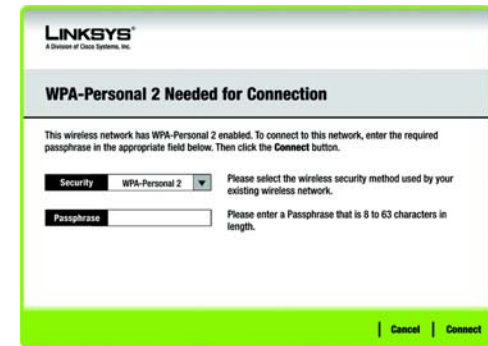 LINKSYS®
A Division of Cisco Systems, Inc.
WPA-Personal 2 Needed for Connection
This wireless network has WPA-Personal 2 enabled. To connect to this network, enter the required
passphrase in the appropriate field below. Then click the Connect button.
Security WPA-Personal 2 Please select the wireless security method used by your
existing wireless network.
Passphrase Please enter a Passphrase that is 8 to 63 characters in
length.
Cancel Connect